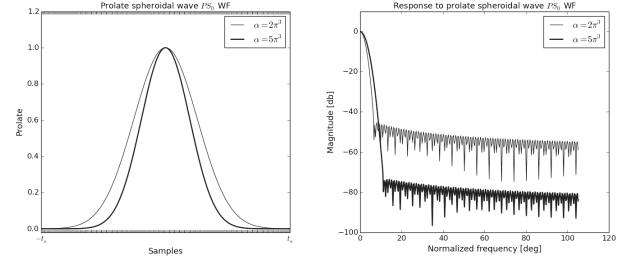 Prolate spheroidal wave PS₀ WF
1.2
1.0
0.8
0.6
0.4
0.2
0.0
Prolate
α=2π³
α=5π³
Samples
Response to prolate spheroidal wave PS₀ WF
0
−20
−40
−60
−80
−100
Magnitude [db]
α=2π³
α=5π³
0 20 40 60 80 100 120
Normalized frequency [deg]